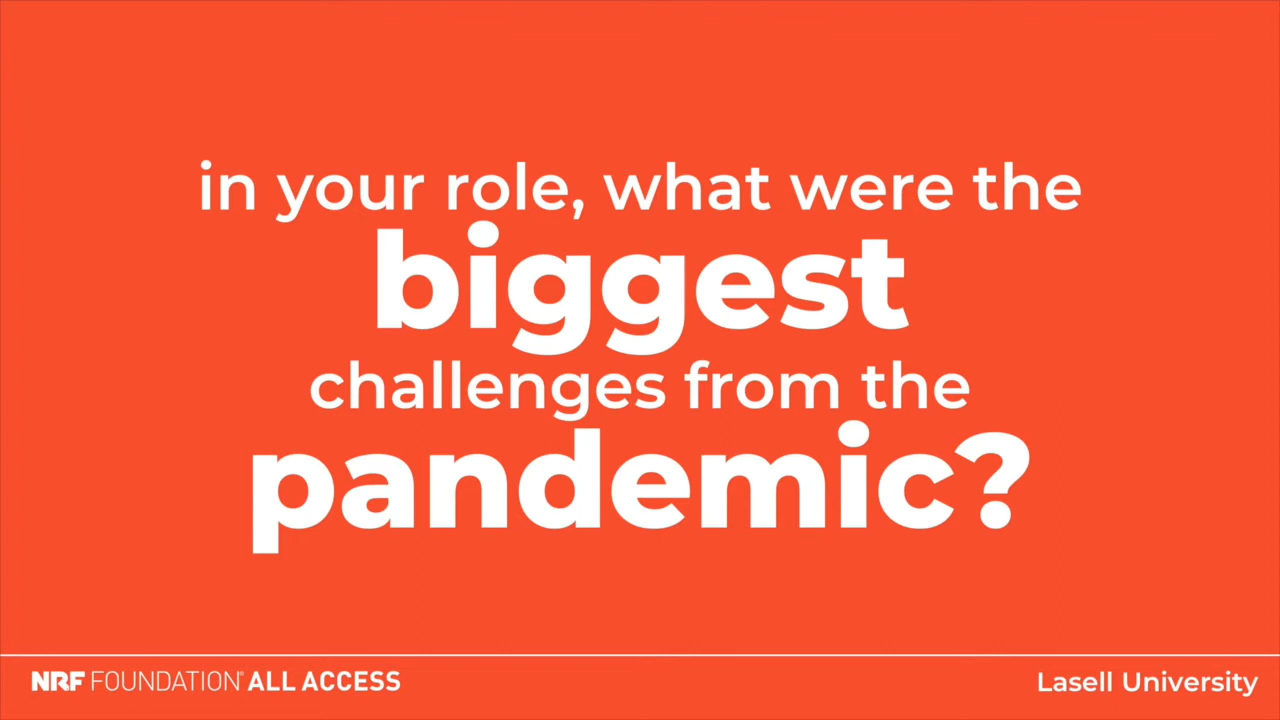 in your role, what were the
biggest
challenges from the
pandemic?
NRF FOUNDATION® ALL ACCESS
Lasell University